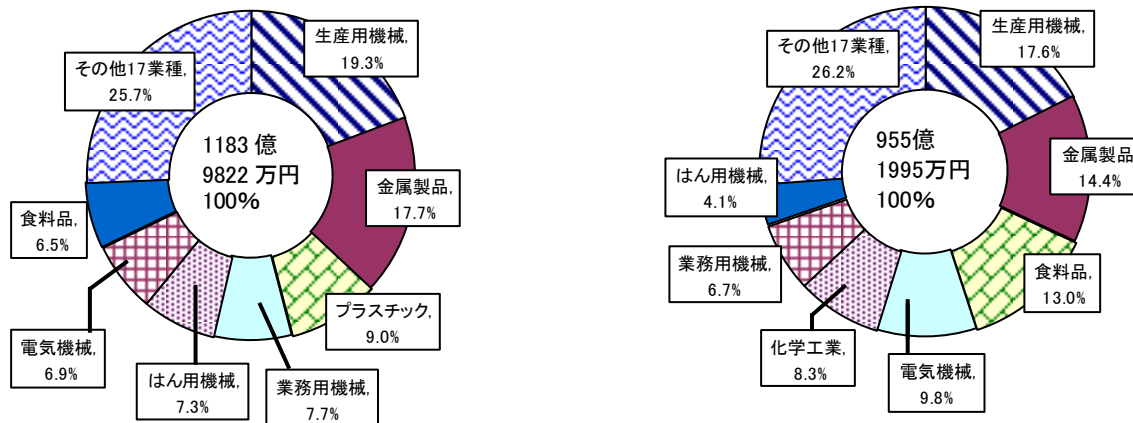 生産用機械,
19.3%
金属製品,
17.7%
プラスチック,
9.0%
業務用機械,
7.7%
はん用機械,
7.3%
電気機械,
6.9%
食料品,
6.5%
その他17業種,
25.7%
1183 億
9822 万円
100%
生産用機械,
17.6%
金属製品,
14.4%
食料品,
13.0%
電気機械,
9.8%
化学工業,
8.3%
業務用機械,
6.7%
はん用機械,
4.1%
その他17業種,
26.2%
955億
1995万円
100%